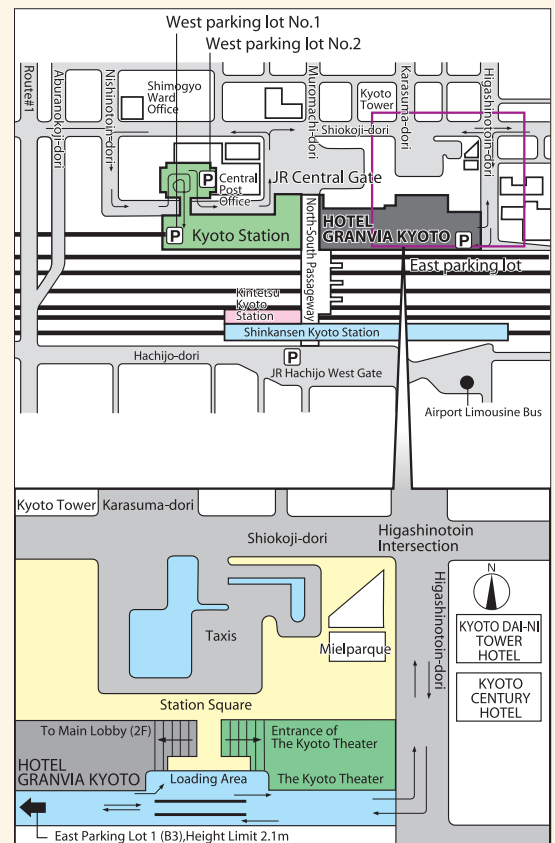 West parking lot No.1
West parking lot No.2
Route#1
Aburanokoji-dori
Nishinotoin-dori
Shimogyo
Ward
Office
Muromachi-dori
Kyoto
Tower
Karasuma-dori
Higashinotoin-dori
Shiokoji-dori
P
JR Central Gate
Central
Post
Office
P
Kyoto Station
North-South Passageway
HOTEL
GRANVIA KYOTO
P
East parking lot
Kintetsu
Kyoto
Station
Shinkansen Kyoto Station
Hachijo-dori
P
JR Hachijo West Gate
Airport Limousine Bus
Kyoto Tower
Karasuma-dori
Shiokoji-dori
Higashinotoin
Intersection
Higashinotoin-dori
N
Taxis
Mielparque
KYOTO DAI-NI
TOWER
HOTEL
KYOTO
CENTURY
HOTEL
Station Square
To Main Lobby (2F)
Entrance of
The Kyoto Theater
HOTEL
GRANVIA KYOTO
Loading Area
The Kyoto Theater
East Parking Lot 1 (B3),Height Limit 2.1m